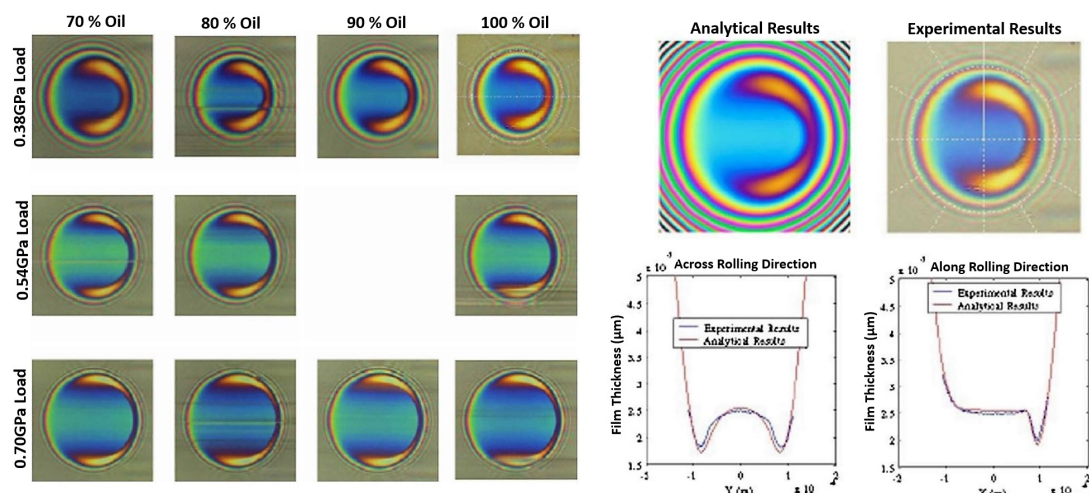 70 % Oil 80 % Oil 90 % Oil 100 % Oil
0.38GPa Load
0.54GPa Load
0.70GPa Load
Analytical Results Experimental Results
x 10
Across Rolling Direction
5
4.5
4
3.5
3
2.5
2
1.5
Film Thickness (µm)
Experimental Results
Analytical Results
-2 -1 0 1 2
x 10
Along Rolling Direction
5
4.5
4
3.5
3
2.5
2
1.5
Film Thickness (µm)
Experimental Results
Analytical Results
-2 -1 0 1 2
x 10